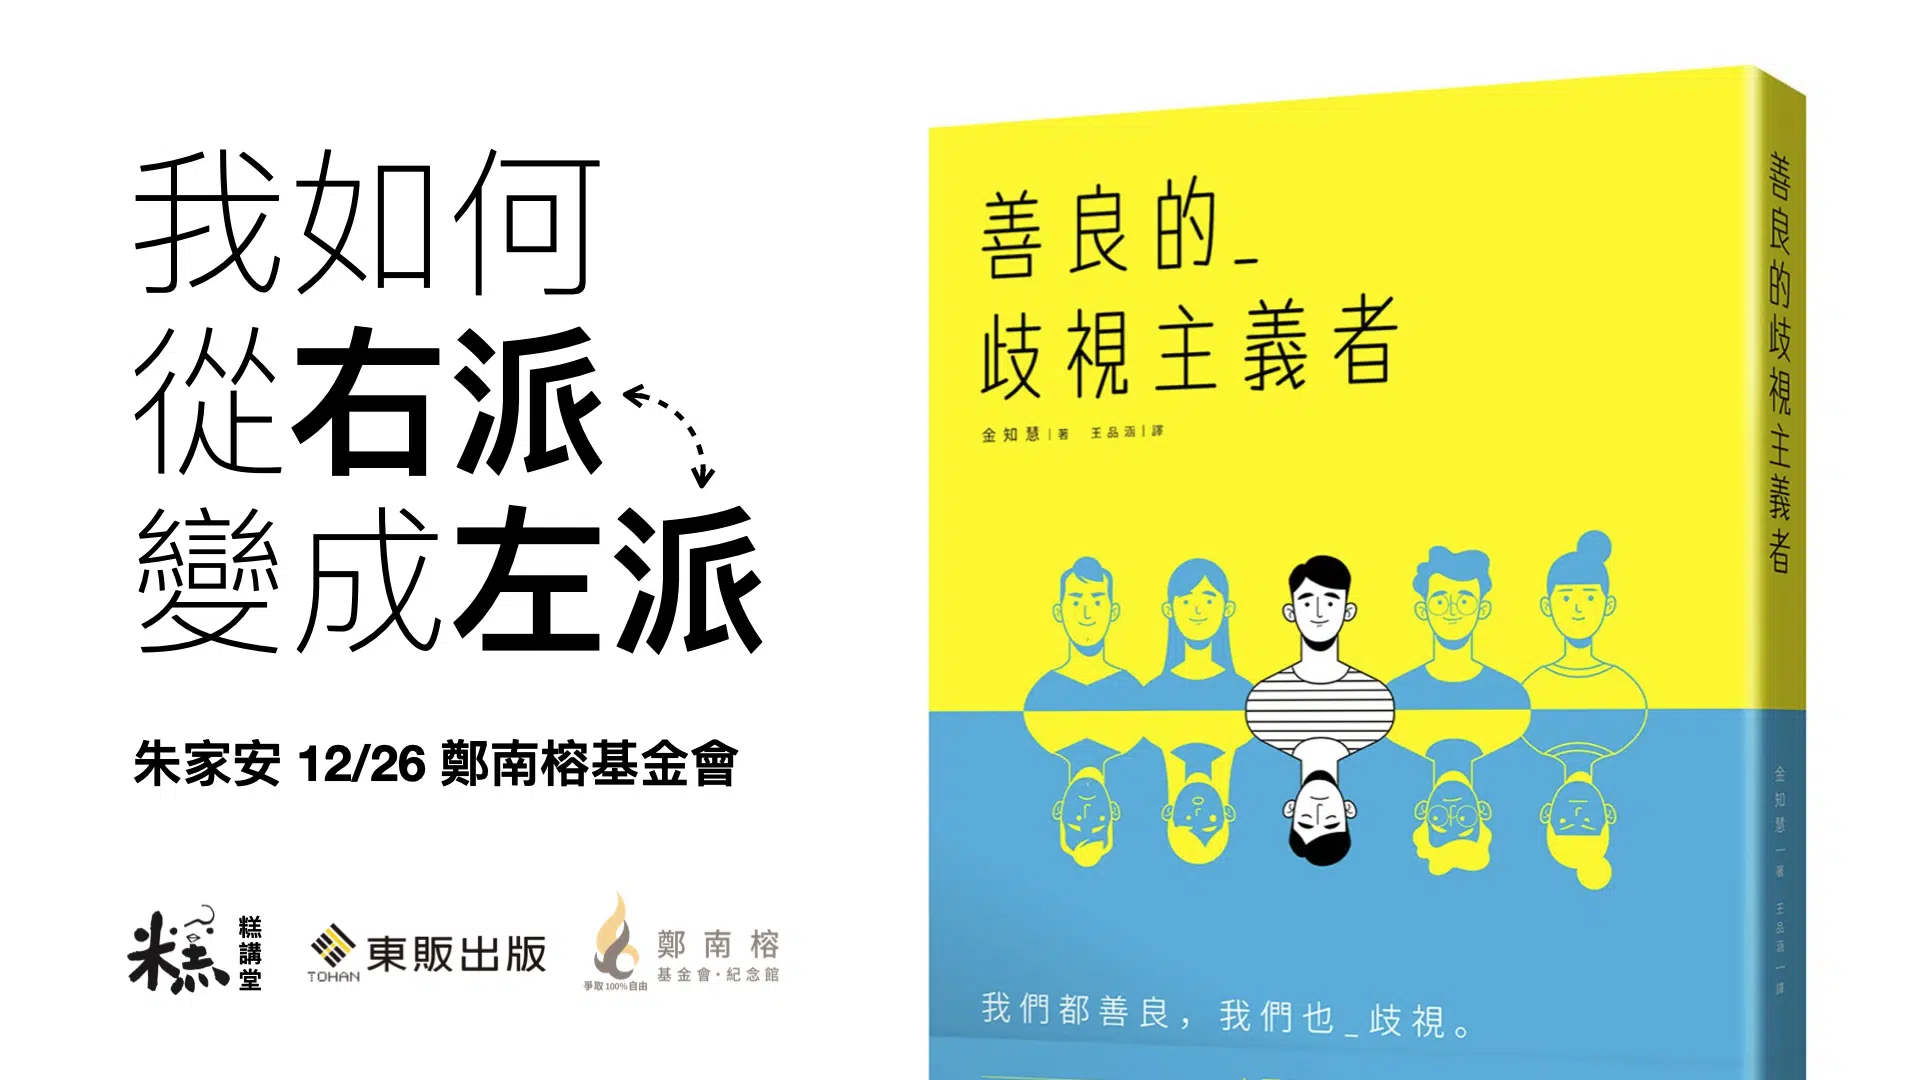 我如何
從右派
變成左派
朱家安 12/26 鄭南榕基金會
糕
糕講堂
TOHAN
東販出版
爭取100%自由
鄭南榕
基金會·紀念館
善良的_
歧視主義者
金知慧|著 王品涵|譯
我們都善良，我們也_歧視。
善良的歧視主義者
金知慧|著 王品涵|譯